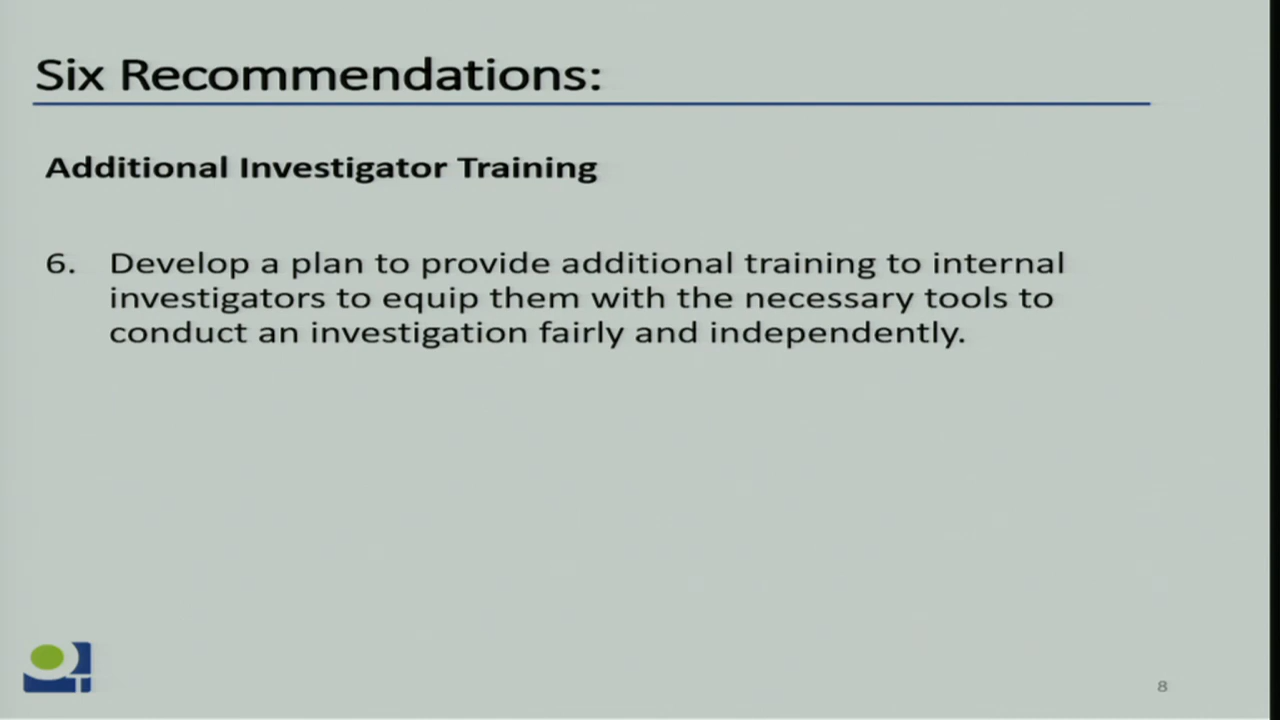 Six Recommendations:
Additional Investigator Training
6. Develop a plan to provide additional training to internal
investigators to equip them with the necessary tools to
conduct an investigation fairly and independently.
8